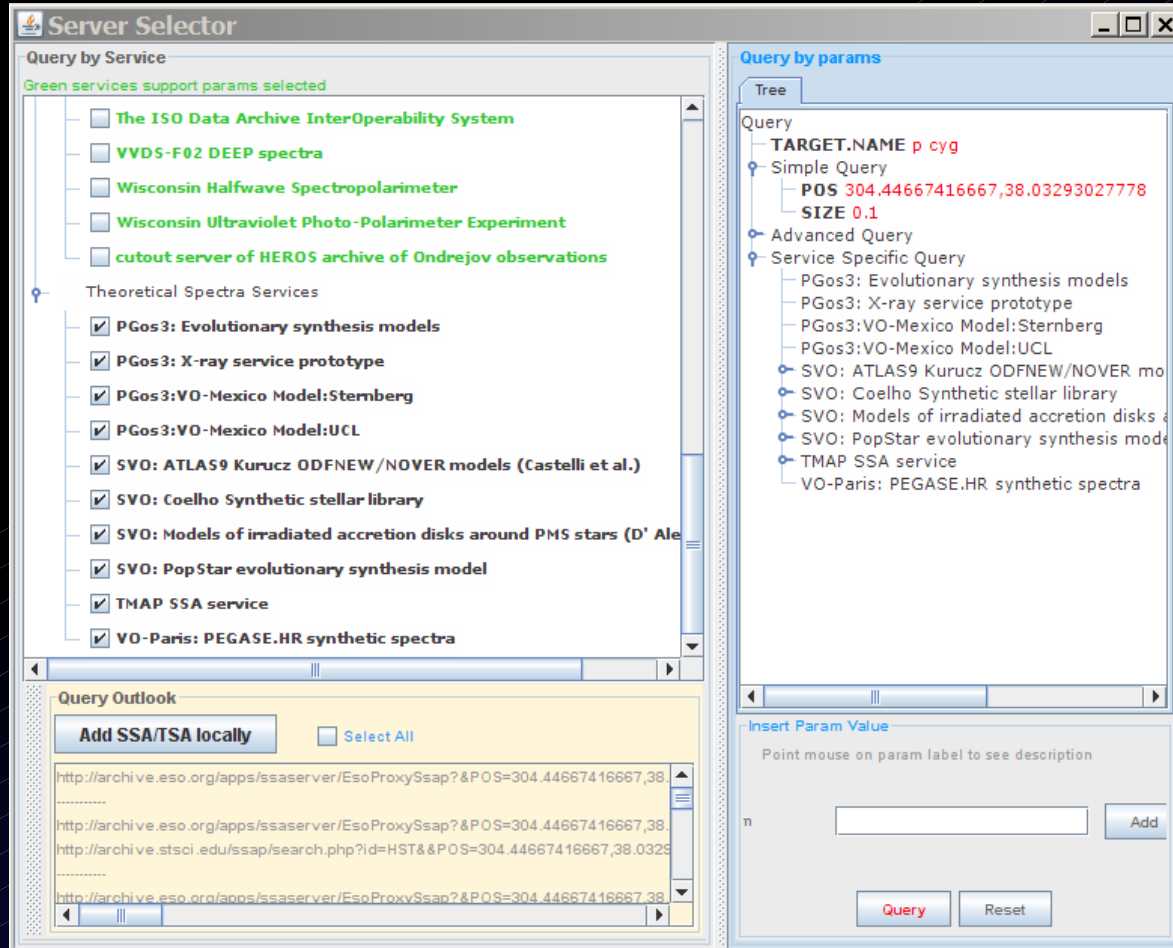 Server Selector
Query by Service
Green services support params selected
The ISO Data Archive InterOperability System
VVDS-F02 DEEP spectra
Wisconsin Halfwave Spectropolarimeter
Wisconsin Ultraviolet Photo-Polarimeter Experiment
cutout server of HEROS archive of Ondrejov observations
Theoretical Spectra Services
PGos3: Evolutionary synthesis models
PGos3: X-ray service prototype
PGos3:VO-Mexico Model:Sternberg
PGos3:VO-Mexico Model:UCL
SVO: ATLAS9 Kurucz ODFNEW/NOVER models (Castelli et al.)
SVO: Coelho Synthetic stellar library
SVO: Models of irradiated accretion disks around PMS stars (D' Ale
SVO: PopStar evolutionary synthesis model
TMAP SSA service
VO-Paris: PEGASE.HR synthetic spectra
Query Outlook
Add SSA/TSA locally
Select All
http://archive.eso.org/apps/ssaserver/EsoProxySsap?&POS=304.44667416667,38.
-----------
http://archive.eso.org/apps/ssaserver/EsoProxySsap?&POS=304.44667416667,38.
http://archive.stsci.edu/ssap/search.php?id=HST&&POS=304.44667416667,38.0329
-----------
http://archive.eso.org/apps/ssaserver/EsoProxySsap?&POS=304.44667416667,38.
Query by params
Tree
Query
TARGET.NAME p cyg
Simple Query
POS 304.44667416667,38.03293027778
SIZE 0.1
Advanced Query
Service Specific Query
PGos3: Evolutionary synthesis models
PGos3: X-ray service prototype
PGos3:VO-Mexico Model:Sternberg
PGos3:VO-Mexico Model:UCL
SVO: ATLAS9 Kurucz ODFNEW/NOVER mo
SVO: Coelho Synthetic stellar library
SVO: Models of irradiated accretion disks a
SVO: PopStar evolutionary synthesis mode
TMAP SSA service
VO-Paris: PEGASE.HR synthetic spectra
Insert Param Value
Point mouse on param label to see description
n
Add
Query
Reset